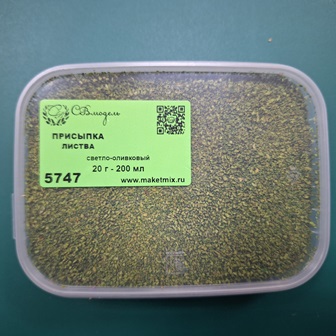 СВмодель
ПРИСЫПКА
ЛИСТВА
светло-оливковый
20 г - 200 мл
5747
www.maketmix.ru